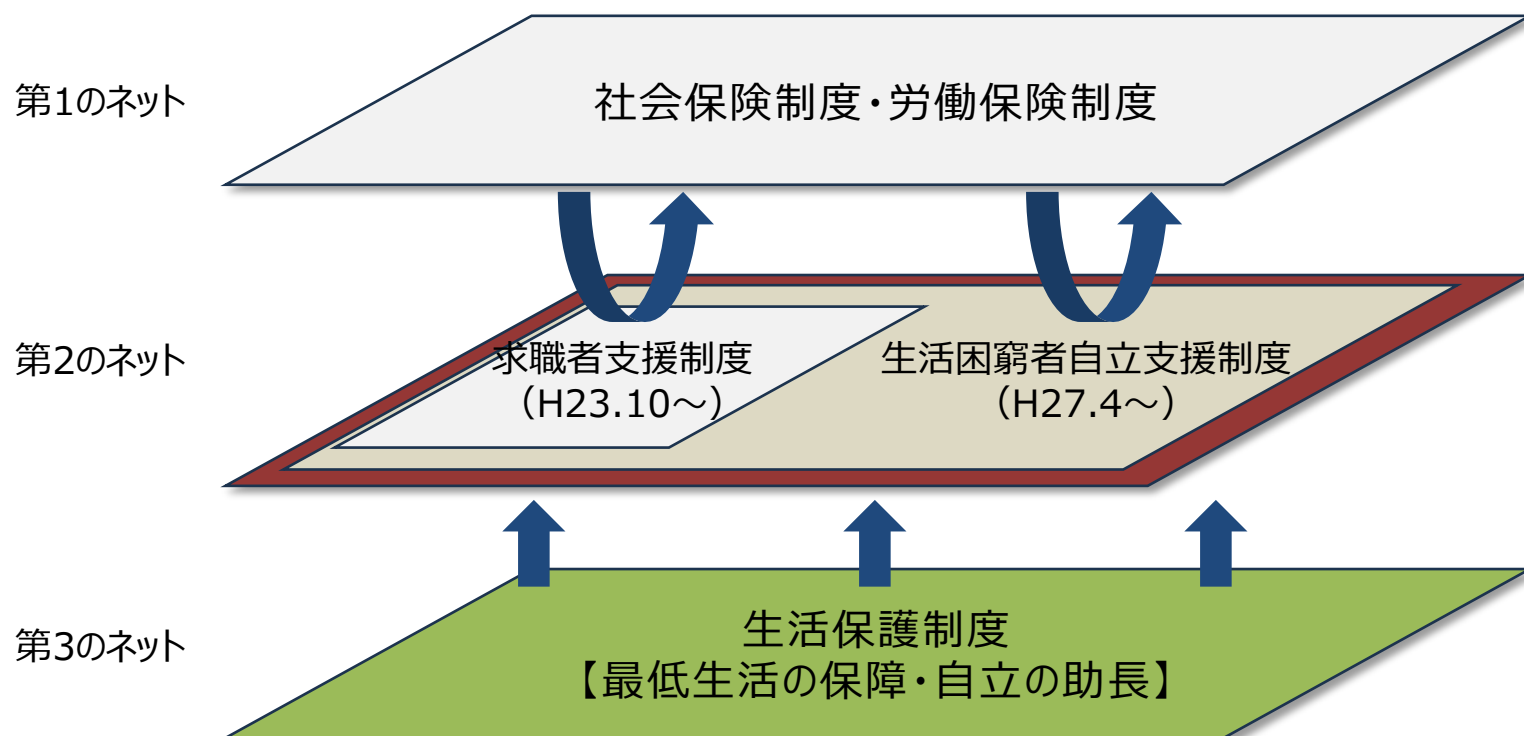 第1のネット
社会保険制度・労働保険制度
第2のネット
求職者支援制度
（H23.10～）
生活困窮者自立支援制度
（H27.4～）
第3のネット
生活保護制度
【最低生活の保障・自立の助長】